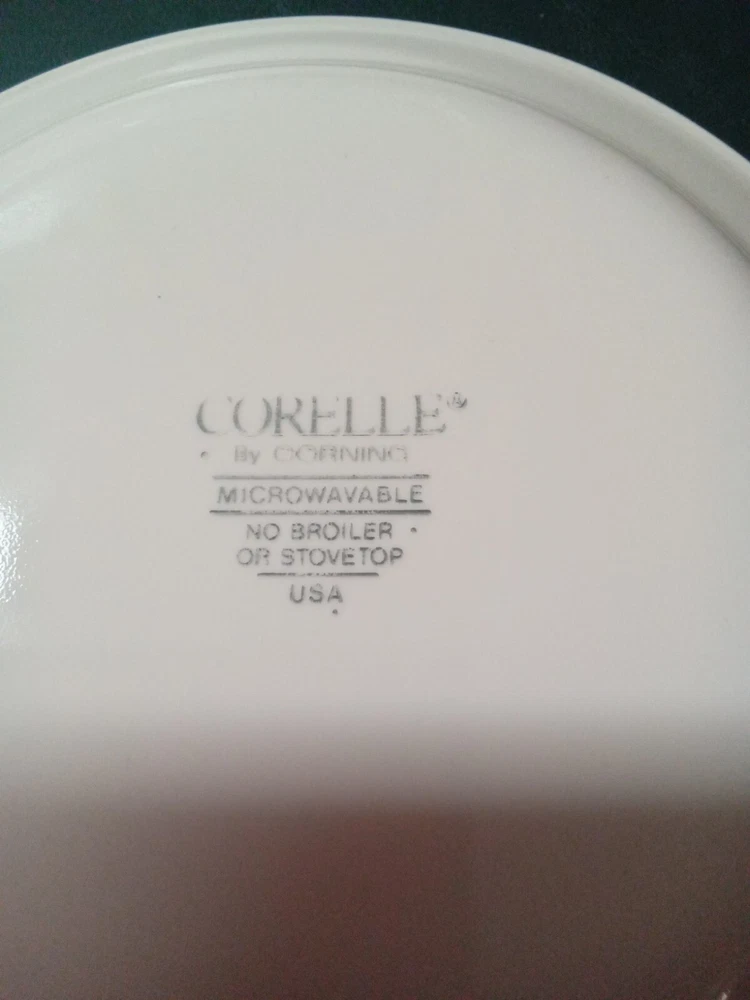 CORELLE®
By CORNING
MICROWAVABLE
NO BROILER
OR STOVETOP
USA